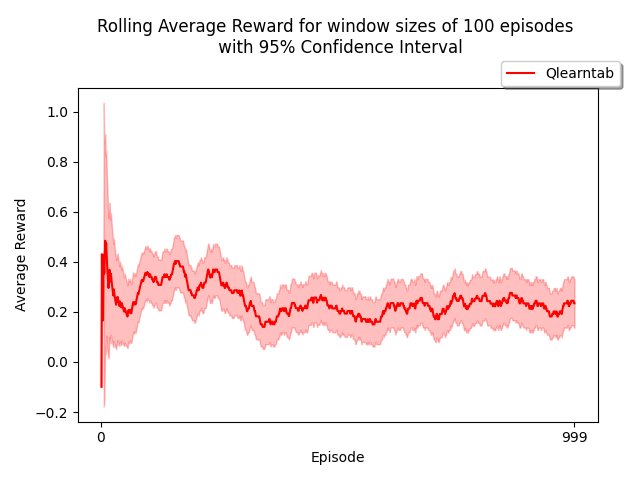 Rolling Average Reward for window sizes of 100 episodes
with 95% Confidence Interval
Qlearntab
1.0
0.8
0.6
0.4
0.2
0.0
−0.2
Average Reward
0 999
Episode